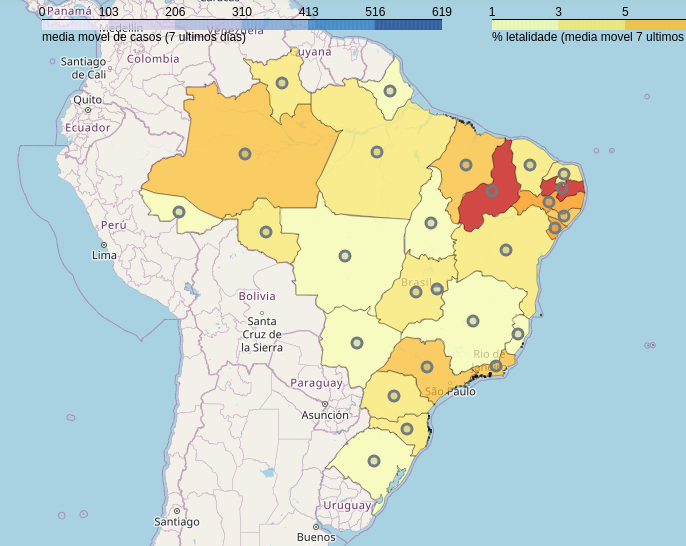 0 103 206 310 413 516 619
media movel de casos (7 ultimos dias)
1 3 5
% letalidade (media movel 7 ultimos
Panamá
Medellín
Venezuela
Guyana
Santiago
de Cali
Colombia
Quito
Ecuador
Perú
Lima
Brasil
Bolivia
Santa
Cruz de
la Sierra
Rio de
Janeiro
São Paulo
Paraguay
Asunción
Uruguay
Santiago
Buenos